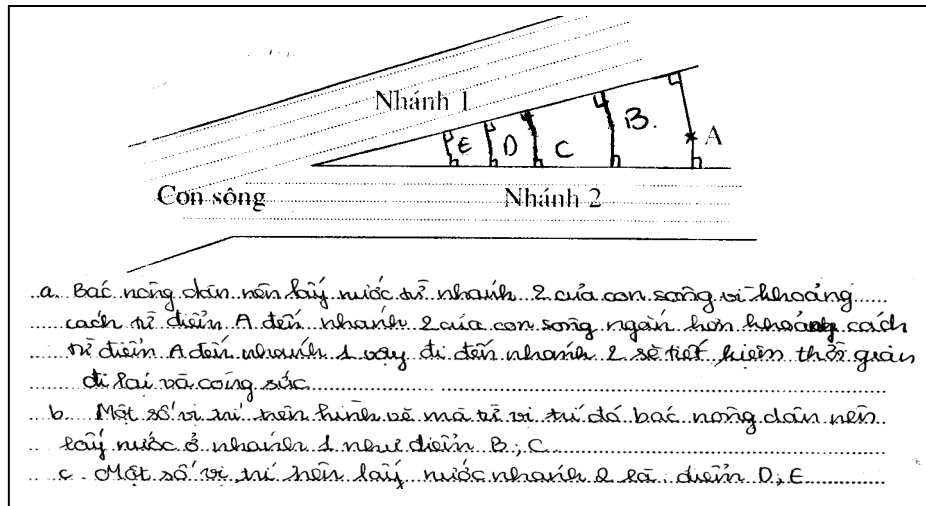 Nhánh 1
B.
A
E D C
Con sông
Nhánh 2
a. Bác nông dân nên lấy nước từ nhánh 2 của con sông vì khoảng
cách từ điểm A đến nhánh 2 của con sông ngắn hơn khoảng cách
từ điểm A đến nhánh 1 vậy đi đến nhánh 2 sẽ tiết kiệm thời gian
đi lại và công sức
b. Một số vị trí trên hình vẽ mà từ vị trí đó bác nông dân nên
lấy nước ở nhánh 1 như điểm B; C
c. Một số vị trí nên lấy nước nhánh 2 là: điểm D; E